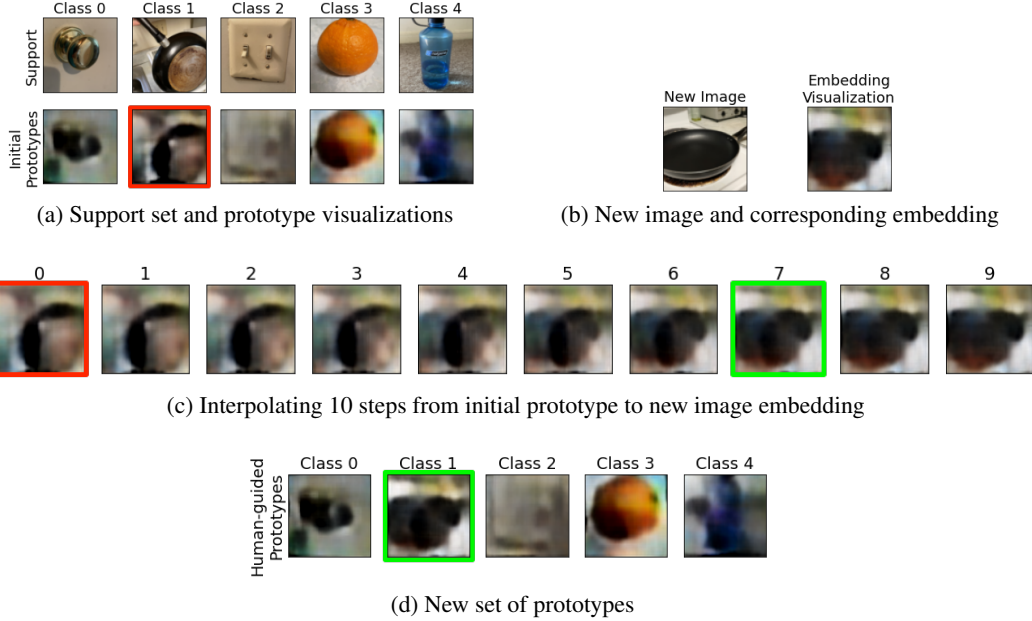 Class 0 Class 1 Class 2 Class 3 Class 4
Support
Initial
Prototypes
(a) Support set and prototype visualizations
New Image
Embedding
Visualization
(b) New image and corresponding embedding
0 1 2 3 4 5 6 7 8 9
(c) Interpolating 10 steps from initial prototype to new image embedding
Class 0 Class 1 Class 2 Class 3 Class 4
Human-guided
Prototypes
(d) New set of prototypes